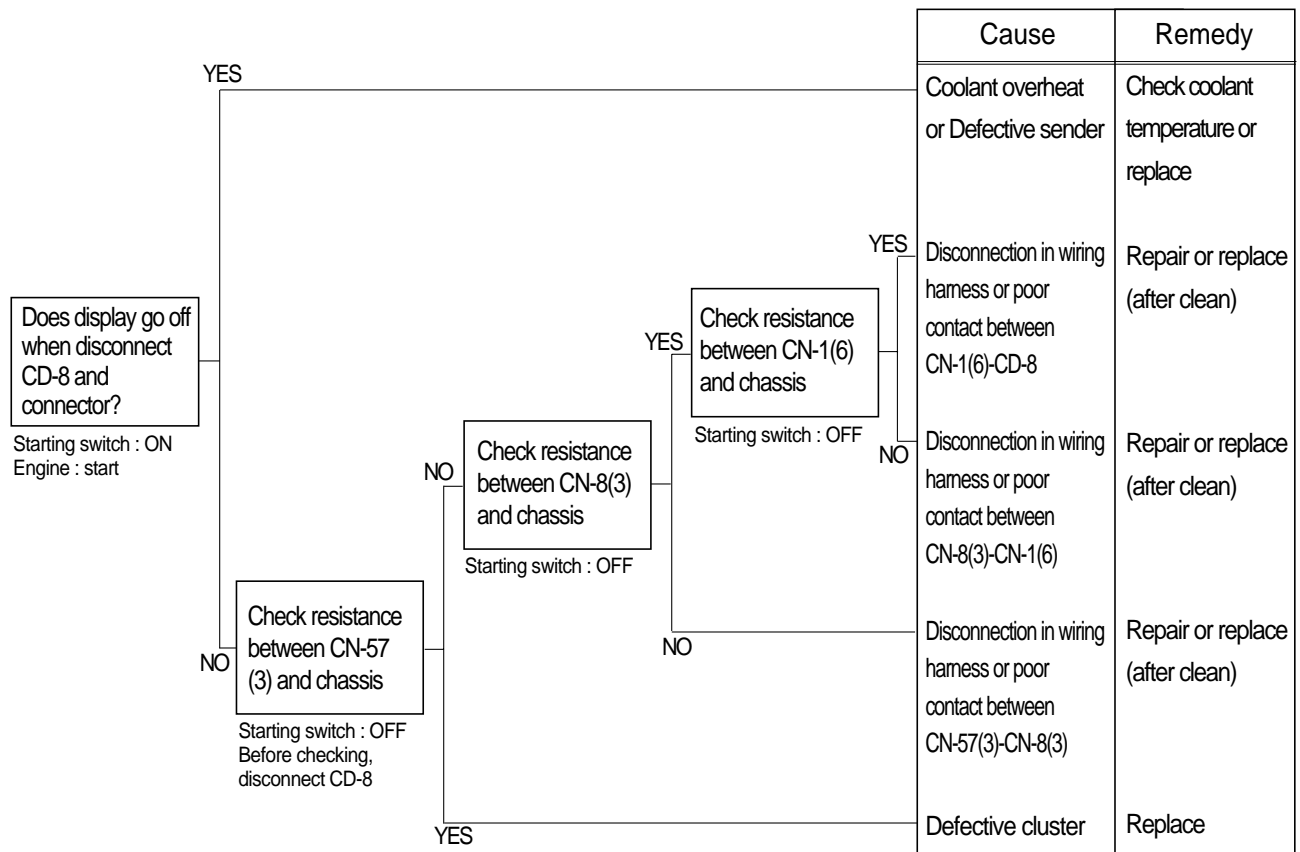 Cause
Remedy
YES
Coolant overheat
or Defective sender
Check coolant
temperature or
replace
YES
Disconnection in wiring
harness or poor
contact between
CN-1(6)-CD-8
Repair or replace
(after clean)
Does display go off
when disconnect
CD-8 and
connector?
Starting switch : ON
Engine : start
YES
Check resistance
between CN-1(6)
and chassis
Starting switch : OFF
NO
Disconnection in wiring
harness or poor
contact between
CN-8(3)-CN-1(6)
Repair or replace
(after clean)
NO
Check resistance
between CN-8(3)
and chassis
Starting switch : OFF
NO
Check resistance
between CN-57
(3) and chassis
Starting switch : OFF
Before checking,
disconnect CD-8
NO
Disconnection in wiring
harness or poor
contact between
CN-57(3)-CN-8(3)
Repair or replace
(after clean)
YES
Defective cluster
Replace